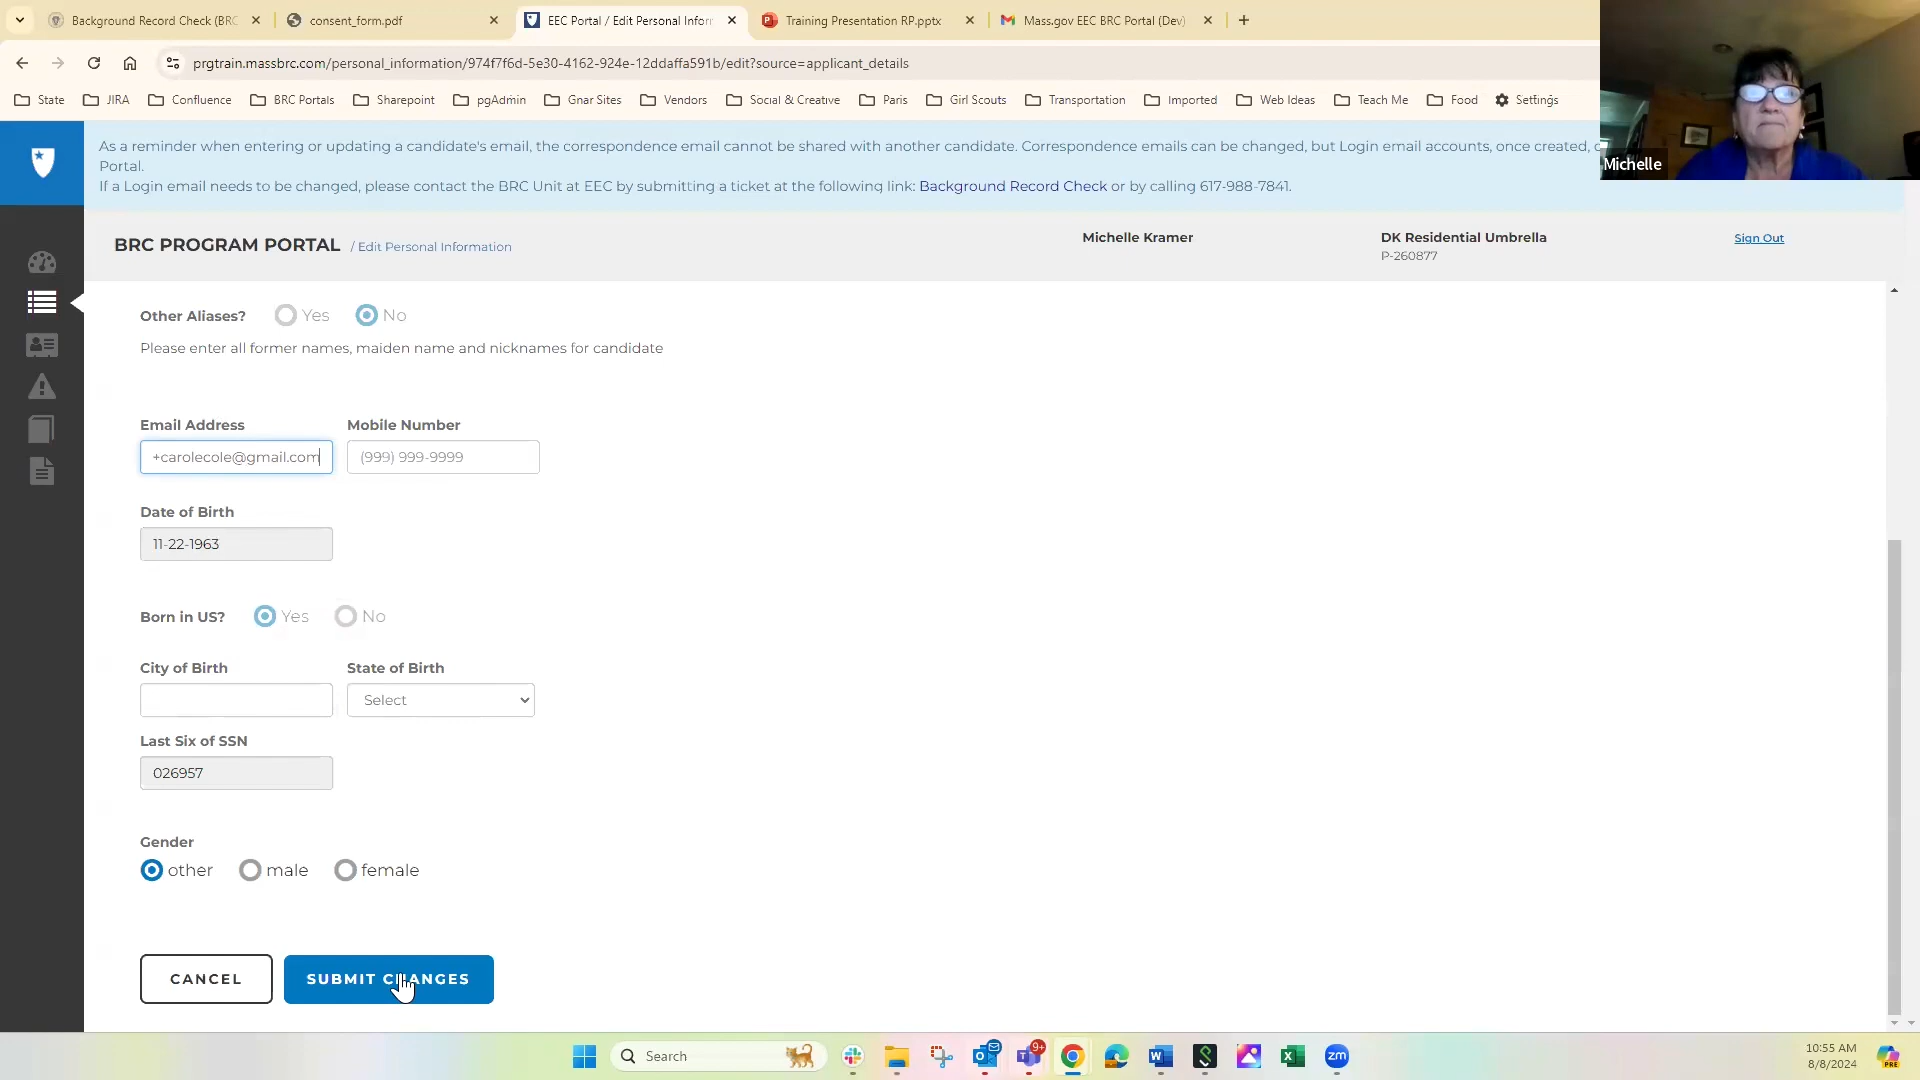 Background Record Check (BRC
consent_form.pdf
EEC Portal / Edit Personal Inform
Training Presentation RP.pptx
Mass.gov EEC BRC Portal (Dev)
prgtrain.massbrc.com/personal_information/974f7f6d-5e30-4162-924e-12ddaffa591b/edit?source=applicant_details
State JIRA Confluence BRC Portals Sharepoint pgAdmin Gnar Sites Vendors Social & Creative Paris Girl Scouts Transportation Imported Web Ideas Teach Me Food Settings
Michelle
As a reminder when entering or updating a candidate's email, the correspondence email cannot be shared with another candidate. Correspondence emails can be changed, but Login email accounts, once created,
Portal.
If a Login email needs to be changed, please contact the BRC Unit at EEC by submitting a ticket at the following link: Background Record Check or by calling 617-988-7841.
BRC PROGRAM PORTAL / Edit Personal Information
Michelle Kramer
DK Residential Umbrella
P-260877
Sign Out
Other Aliases? Yes No
Please enter all former names, maiden name and nicknames for candidate
Email Address Mobile Number
+carolecole@gmail.com (999) 999-9999
Date of Birth
11-22-1963
Born in US? Yes No
City of Birth State of Birth
Select
Last Six of SSN
026957
Gender
other male female
CANCEL SUBMIT CHANGES
Search
9+
zm
PRE
10:55 AM
8/8/2024